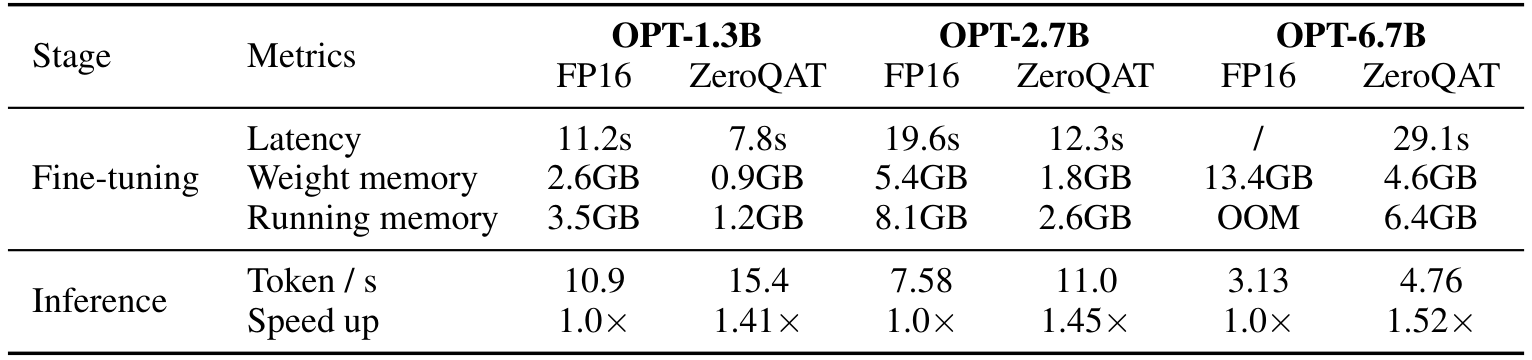 Stage Metrics OPT-1.3B OPT-2.7B OPT-6.7B
FP16 ZeroQAT FP16 ZeroQAT FP16 ZeroQAT
Latency 11.2s 7.8s 19.6s 12.3s / 29.1s
Fine-tuning Weight memory 2.6GB 0.9GB 5.4GB 1.8GB 13.4GB 4.6GB
Running memory 3.5GB 1.2GB 8.1GB 2.6GB OOM 6.4GB
Inference Token / s 10.9 15.4 7.58 11.0 3.13 4.76
Speed up 1.0× 1.41× 1.0× 1.45× 1.0× 1.52×